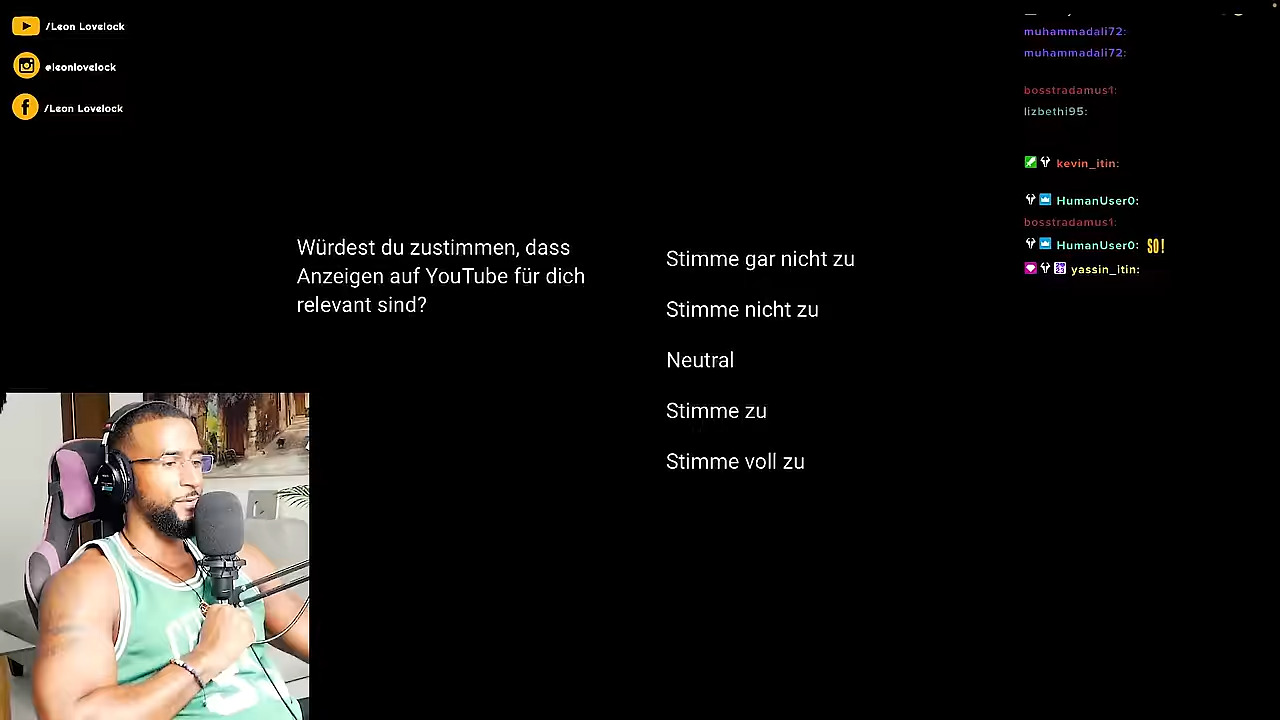 /Leon Lovelock
@leonlovelock
/Leon Lovelock
muhammadali72:
muhammadali72:
bosstradamus1:
lizbethi95:
kevin_itin:
HumanUser0:
bosstradamus1:
HumanUser0: SO!
yassin_itin:
Würdest du zustimmen, dass
Anzeigen auf YouTube für dich
relevant sind?
Stimme gar nicht zu
Stimme nicht zu
Neutral
Stimme zu
Stimme voll zu